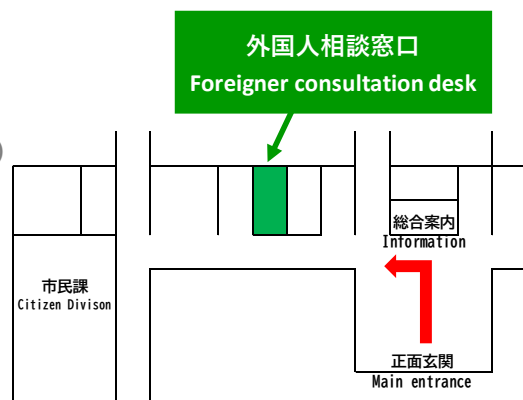 外国人相談窓口
Foreigner consultation desk
総合案内
Information
市民課
Citizen Divison
正面玄関
Main entrance